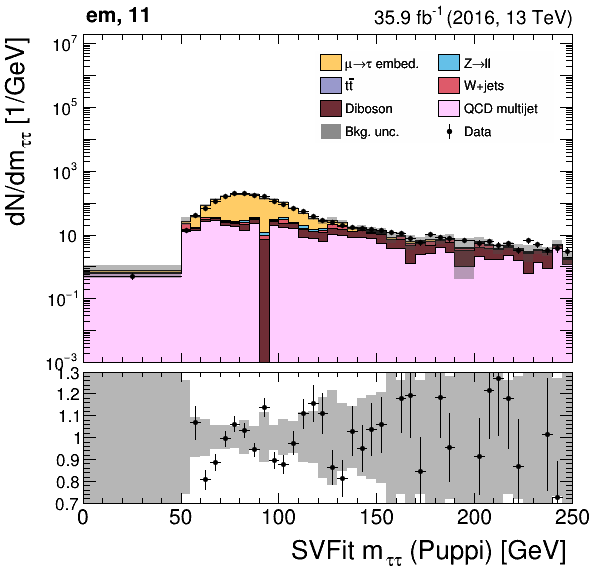 em, 11
35.9 fb⁻¹ (2016, 13 TeV)
dN/dm_ττ [1/GeV]
10⁷
10⁵
10³
10
10⁻¹
10⁻³
μ→τ embed.
Z→ll
tt̄
W+jets
Diboson
QCD multijet
Bkg. unc.
Data
1.3
1.2
1.1
1
0.9
0.8
0.7
0 50 100 150 200 250
SVFit m_ττ (Puppi) [GeV]